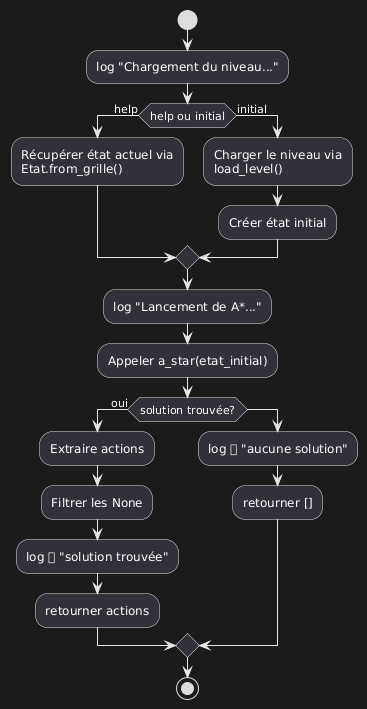 log "Chargement du niveau..."
help
help ou initial
initial
Récupérer état actuel via
Etat.from_grille()
Charger le niveau via
load_level()
Créer état initial
log "Lancement de A*..."
Appeler a_star(etat_initial)
oui
solution trouvée?
Extraire actions
Filtrer les None
log "solution trouvée"
retourner actions
log "aucune solution"
retourner []